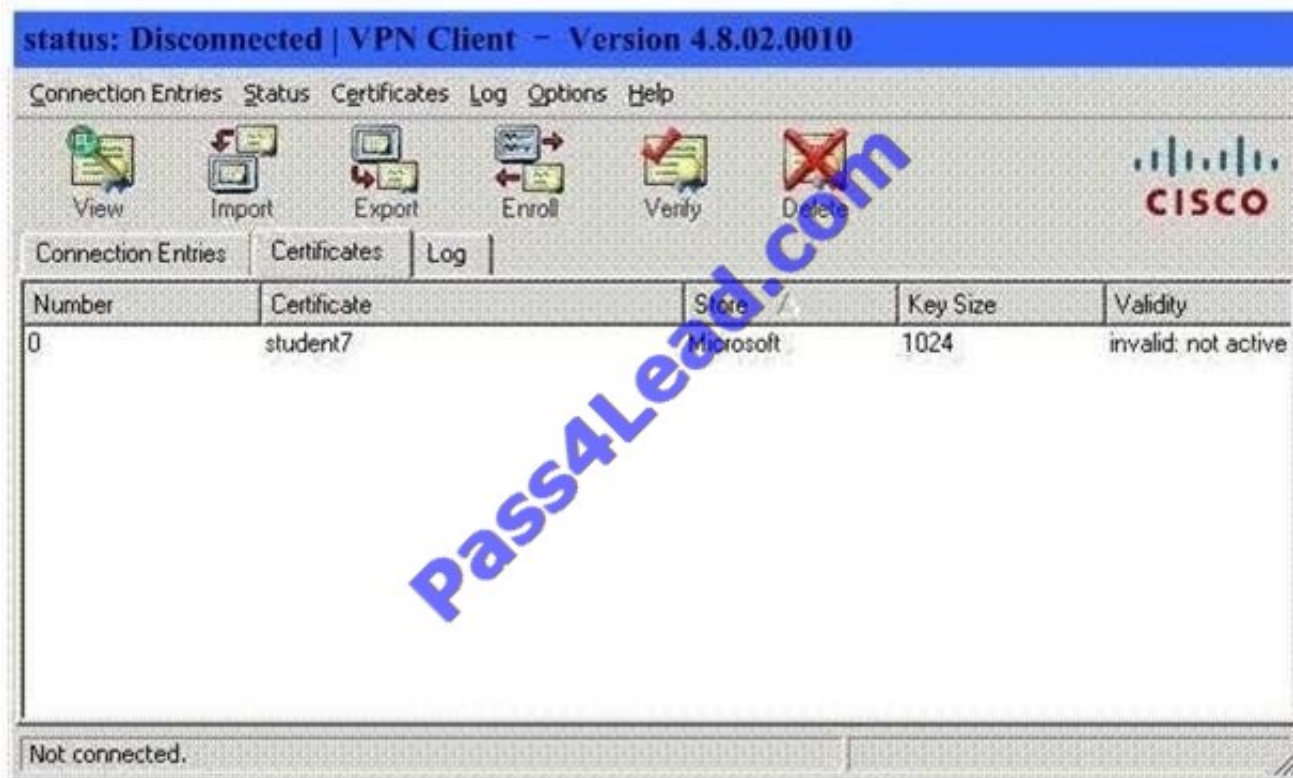 status: Disconnected | VPN Client - Version 4.8.02.0010
Connection Entries Status Certificates Log Options Help
View Import Export Enroll Verify Delete
CISCO
Connection Entries Certificates Log
Number Certificate Store Key Size Validity
0 student7 Microsoft 1024 invalid: not active
Pass4Lead.com
Not connected.